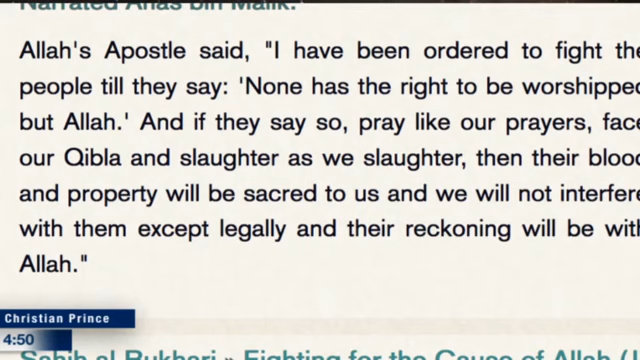 Narrated Anas bin Malik:
Allah's Apostle said, "I have been ordered to fight the
people till they say: 'None has the right to be worshipped
but Allah.' And if they say so, pray like our prayers, face
our Qibla and slaughter as we slaughter, then their blood
and property will be sacred to us and we will not interfere
with them except legally and their reckoning will be with
Allah."
Christian Prince
4:50
Sahih al-Bukhari » Fighting for the Cause of Allah